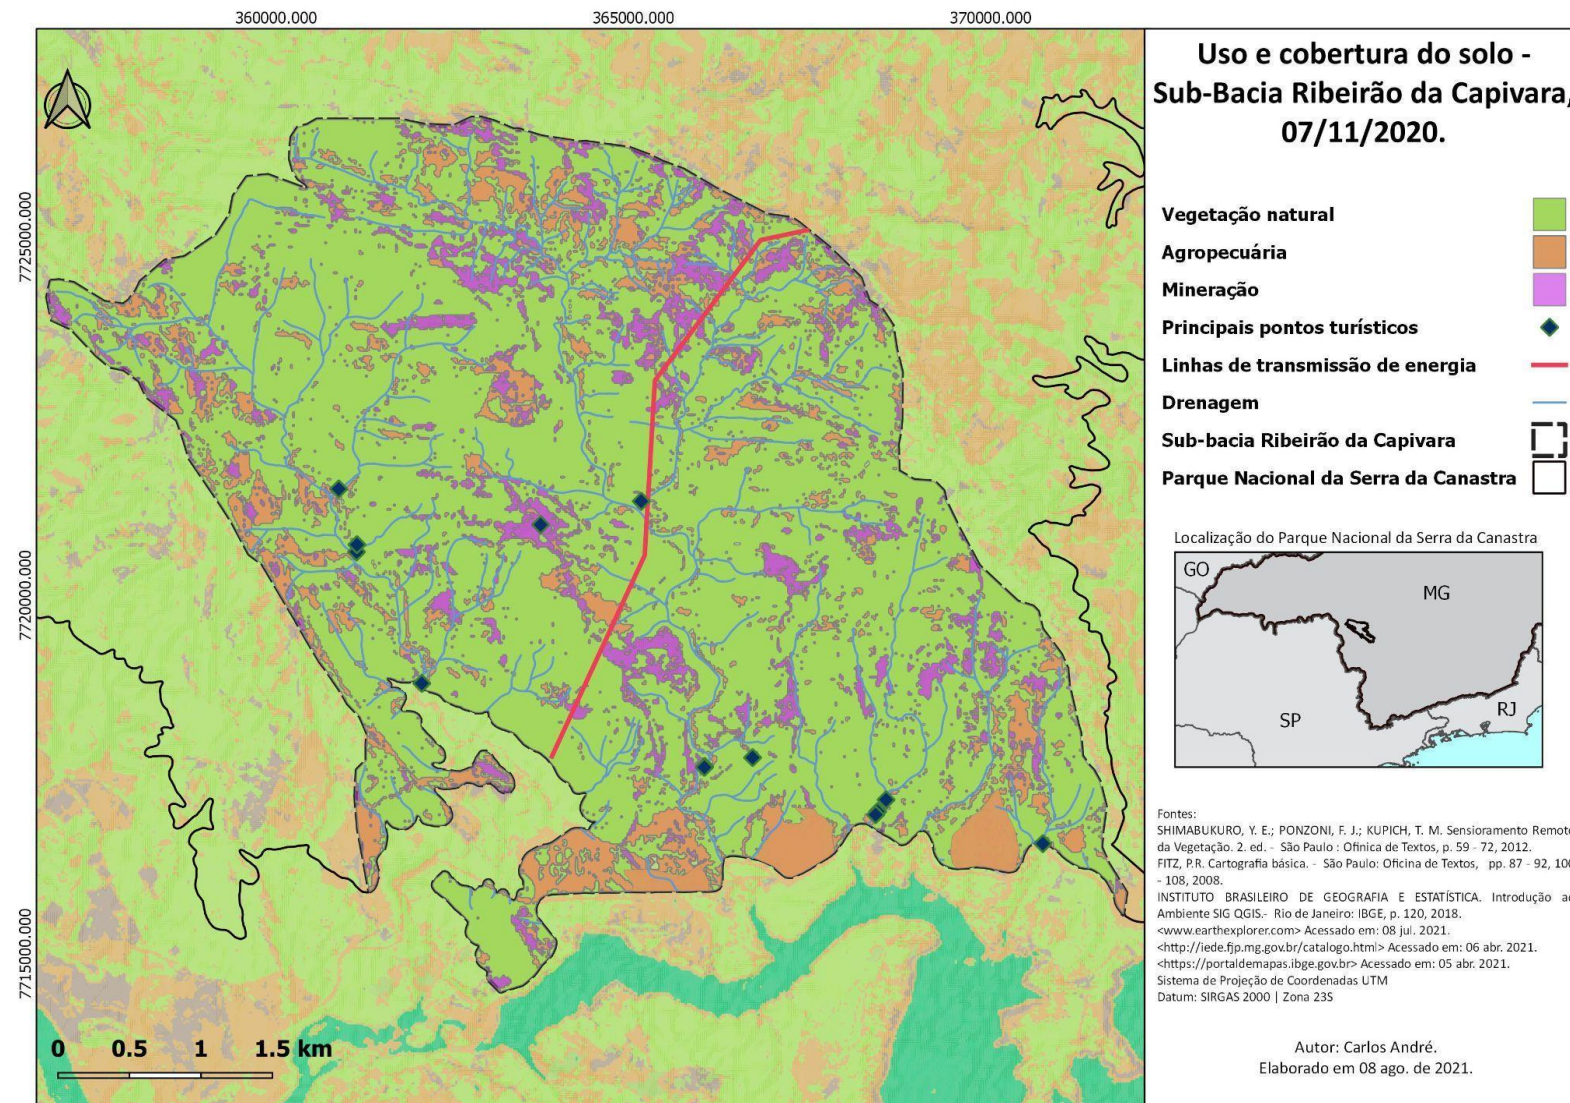 360000.000
365000.000
370000.000
7725000.000
7720000.000
7715000.000
0 0.5 1 1.5 km
Uso e cobertura do solo -
Sub-Bacia Ribeirão da Capivara,
07/11/2020.
Vegetação natural
Agropecuária
Mineração
Principais pontos turísticos
Linhas de transmissão de energia
Drenagem
Sub-bacia Ribeirão da Capivara
Parque Nacional da Serra da Canastra
Localização do Parque Nacional da Serra da Canastra
GO
MG
SP
RJ
Fontes:
SHIMABUKURO, Y. E.; PONZONI, F. J.; KUPICH, T. M. Sensioramento Remoto
da Vegetação. 2. ed. - São Paulo : Ofinica de Textos, p. 59 - 72, 2012.
FITZ, P.R. Cartografia básica. - São Paulo: Oficina de Textos, pp. 87 - 92, 100
- 108, 2008.
INSTITUTO BRASILEIRO DE GEOGRAFIA E ESTATÍSTICA. Introdução ao
Ambiente SIG QGIS.- Rio de Janeiro: IBGE, p. 120, 2018.
<www.earthexplorer.com> Acessado em: 08 jul. 2021.
<http://iede.fjp.mg.gov.br/catalogo.html> Acessado em: 06 abr. 2021.
<https://portaldemapas.ibge.gov.br> Acessado em: 05 abr. 2021.
Sistema de Projeção de Coordenadas UTM
Datum: SIRGAS 2000 | Zona 23S
Autor: Carlos André.
Elaborado em 08 ago. de 2021.